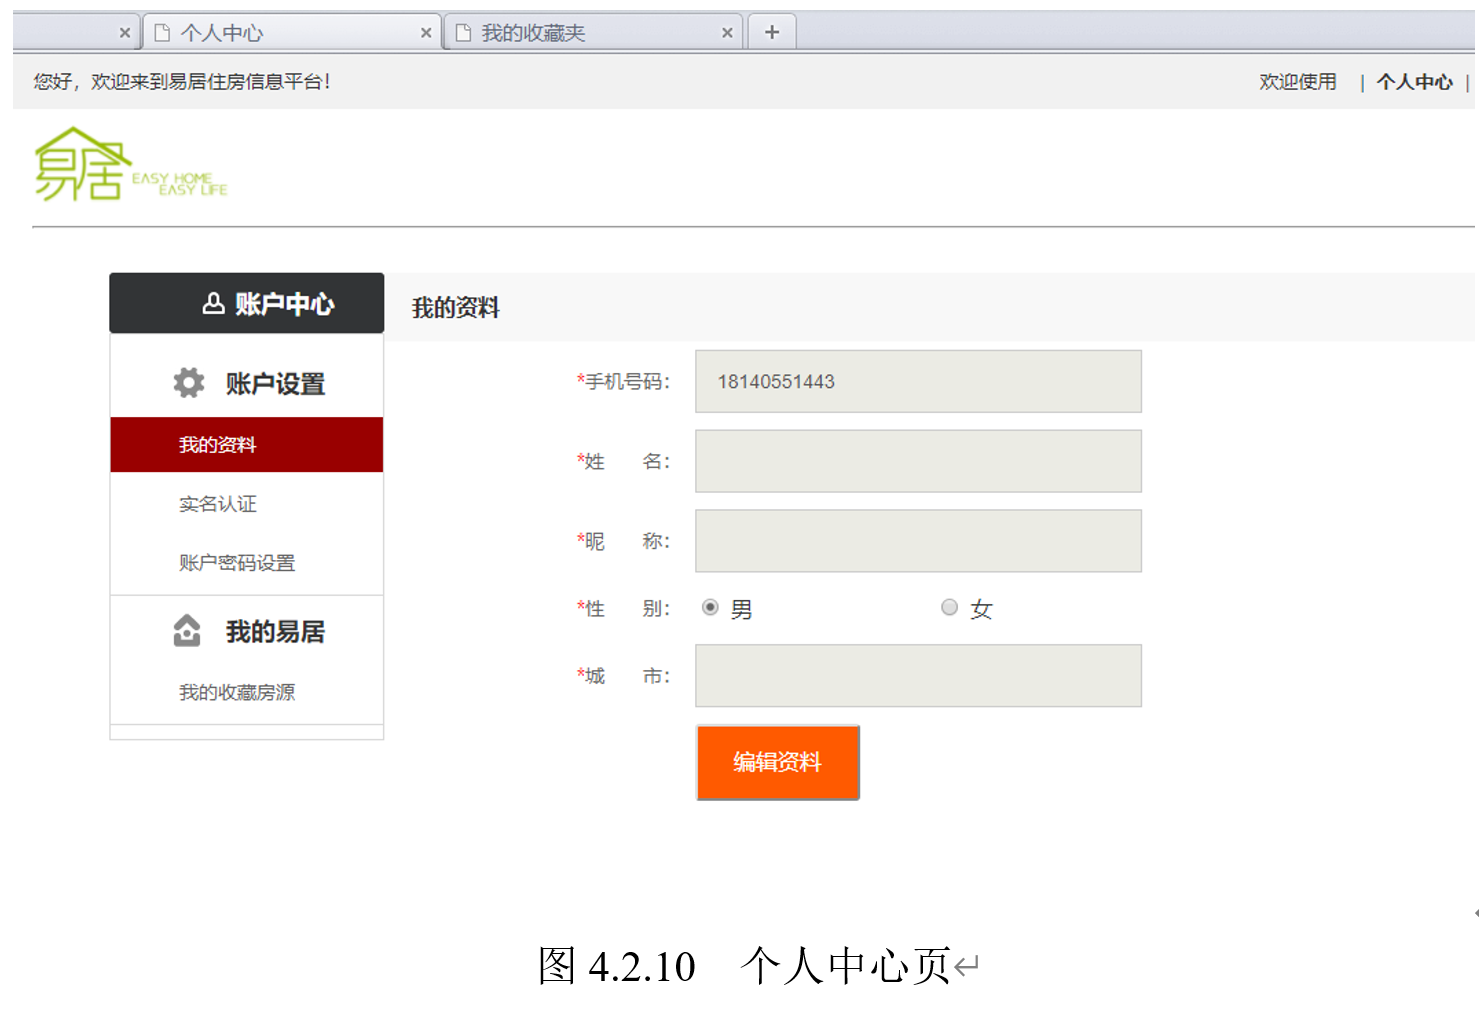 个人中心 我的收藏夹
您好，欢迎来到易居住房信息平台！ 欢迎使用 | 个人中心 |
易居 EASY HOME
EASY LIFE
账户中心
我的资料
账户设置
我的资料
实名认证
账户密码设置
我的易居
我的收藏房源
*手机号码： 18140551443
*姓 名：
*昵 称：
*性 别： 男 女
*城 市：
编辑资料
图 4.2.10 个人中心页